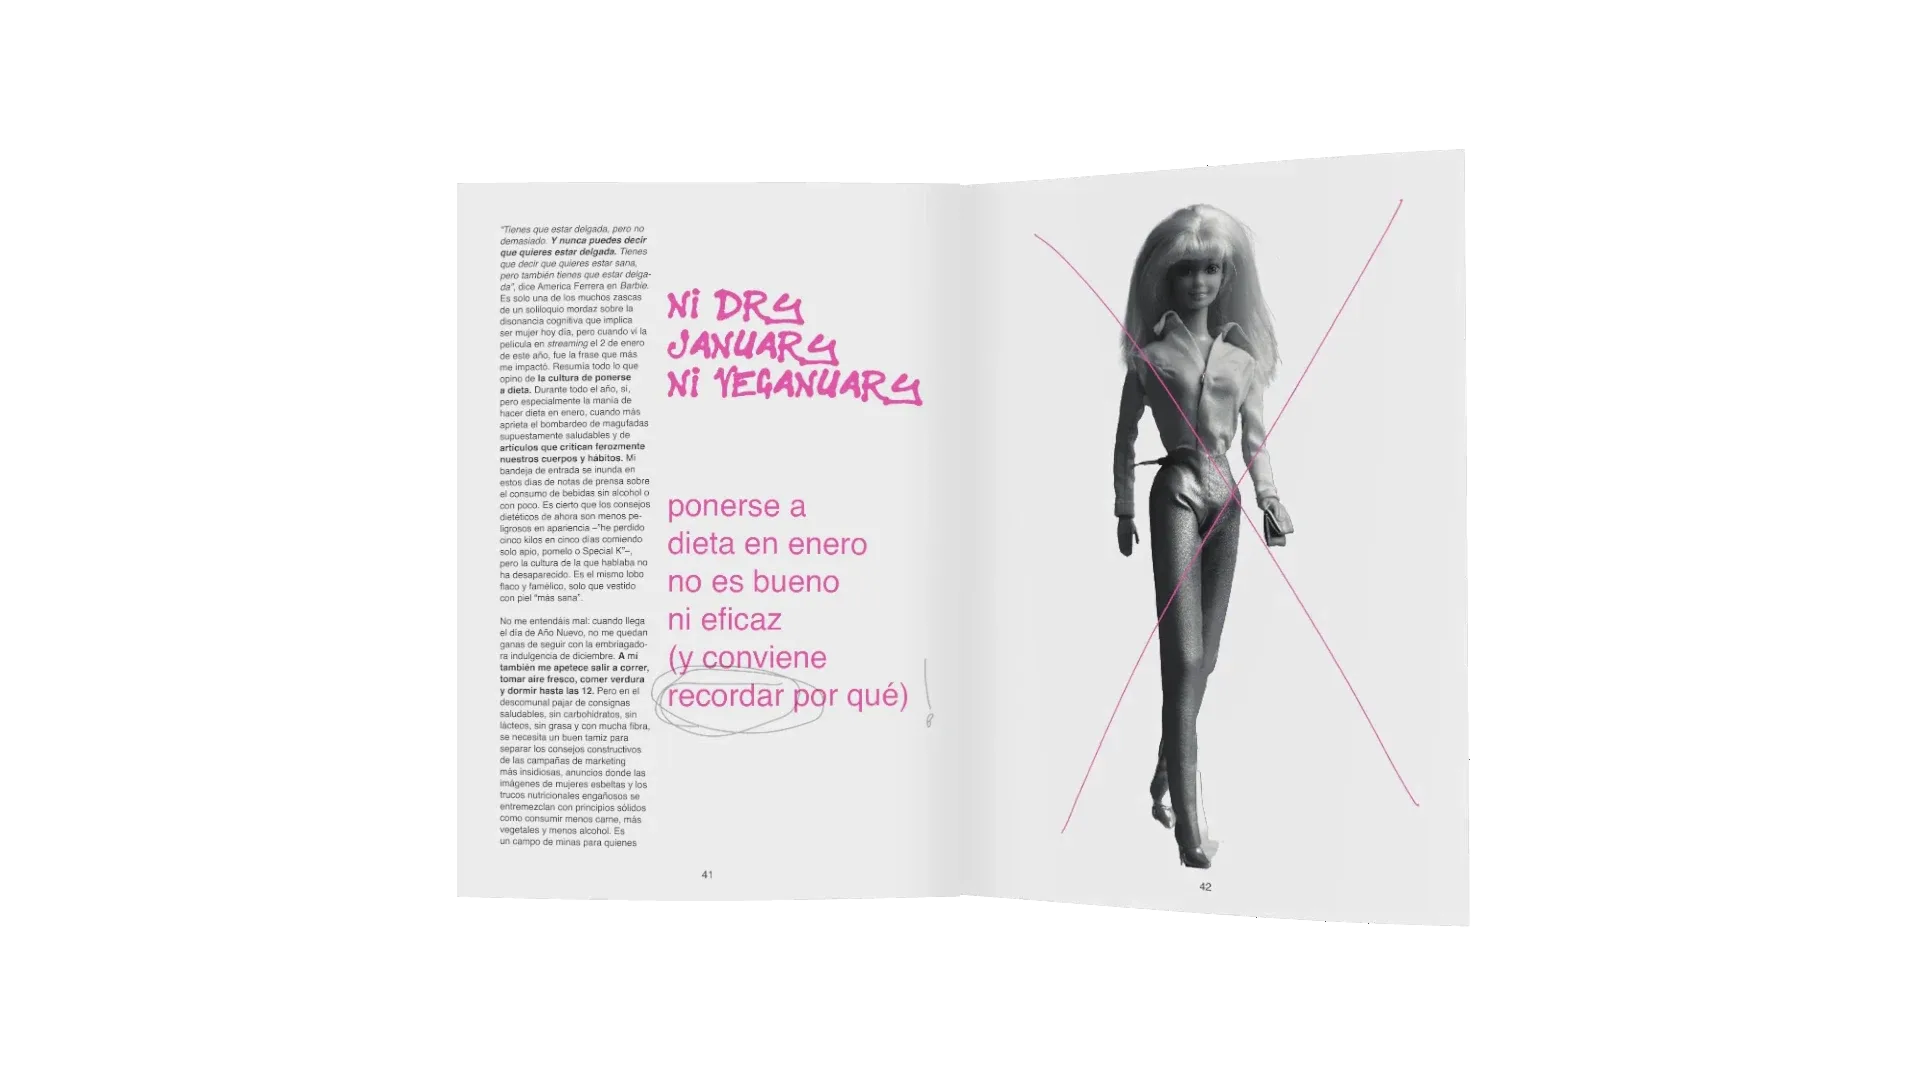 "Tienes que estar delgada, pero no
demasiado. Y nunca puedes decir
que quieres estar delgada. Tienes
que decir que quieres estar sana,
pero también tienes que estar delga-
da", dice America Ferrera en Barbie.
Es solo una de los muchos zascas
de un soliloquio mordaz sobre la
disonancia cognitiva que implica
ser mujer hoy día, pero cuando vi la
película en streaming el 2 de enero
de este año, fue la frase que más
me impactó. Resumía todo lo que
opino de la cultura de ponerse
a dieta. Durante todo el año, sí,
pero especialmente la manía de
hacer dieta en enero, cuando más
aprieta el bombardeo de magufadas
supuestamente saludables y de
artículos que critican ferozmente
nuestros cuerpos y hábitos. Mi
bandeja de entrada se inunda en
estos días de notas de prensa sobre
el consumo de bebidas sin alcohol o
con poco. Es cierto que los consejos
dietéticos de ahora son menos pe-
ligrosos en apariencia –"he perdido
cinco kilos en cinco días comiendo
solo apio, pomelo o Special K"–,
pero la cultura de la que hablaba no
ha desaparecido. Es el mismo lobo
flaco y famélico, solo que vestido
con piel "más sana".
No me entendáis mal: cuando llega
el día de Año Nuevo, no me quedan
ganas de seguir con la embriagado-
ra indulgencia de diciembre. A mí
también me apetece salir a correr,
tomar aire fresco, comer verdura
y dormir hasta las 12. Pero en el
descomunal pajar de consignas
saludables, sin carbohidratos, sin
lácteos, sin grasa y con mucha fibra,
se necesita un buen tamiz para
separar los consejos constructivos
de las campañas de marketing
más insidiosas, anuncios donde las
imágenes de mujeres esbeltas y los
trucos nutricionales engañosos se
entremezclan con principios sólidos
como consumir menos carne, más
vegetales y menos alcohol. Es
un campo de minas para quienes
Ni DRY
JANUARY
Ni VEGANUARY
ponerse a
dieta en enero
no es bueno
ni eficaz
(y conviene
recordar por qué)
41
42